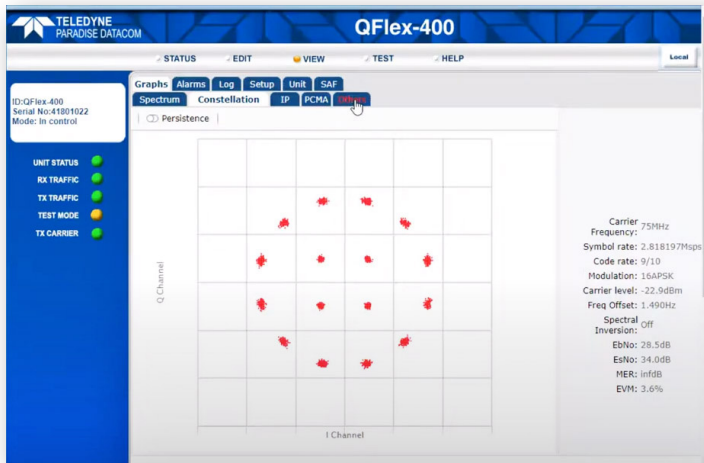 TELEDYNE
PARADISE DATACOM
QFlex-400
STATUS EDIT VIEW TEST HELP
Local
Graphs Alarms Log Setup Unit SAF
Spectrum Constellation IP PCMA
ID:QFlex-400
Serial No:41801022
Mode: In control
Persistence
UNIT STATUS
RX TRAFFIC
TX TRAFFIC
TEST MODE
TX CARRIER
Q Channel
I Channel
Carrier
Frequency: 75MHz
Symbol rate: 2.818197Msps
Code rate: 9/10
Modulation: 16APSK
Carrier level: -22.9dBm
Freq Offset: 1.490Hz
Spectral
Inversion: Off
EbNo: 28.5dB
EsNo: 34.0dB
MER: infdB
EVM: 3.6%